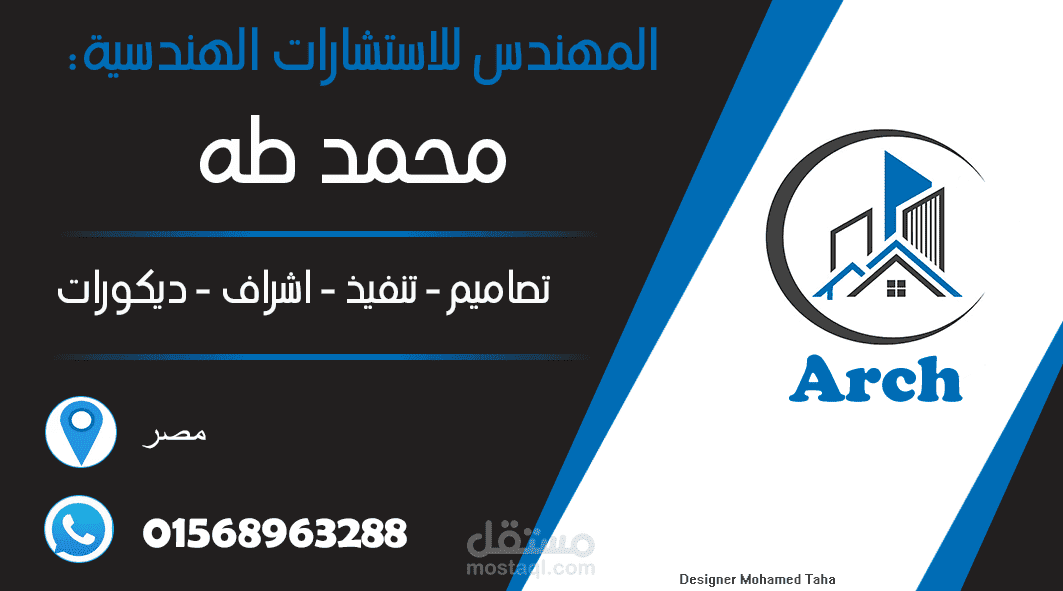 المهندس للاستشارات الهندسية:
محمد طه
تصاميم - تنفيذ - اشراف - ديكورات
مصر
01568963288
Arch
مستقل
mostaql.com
Designer Mohamed Taha